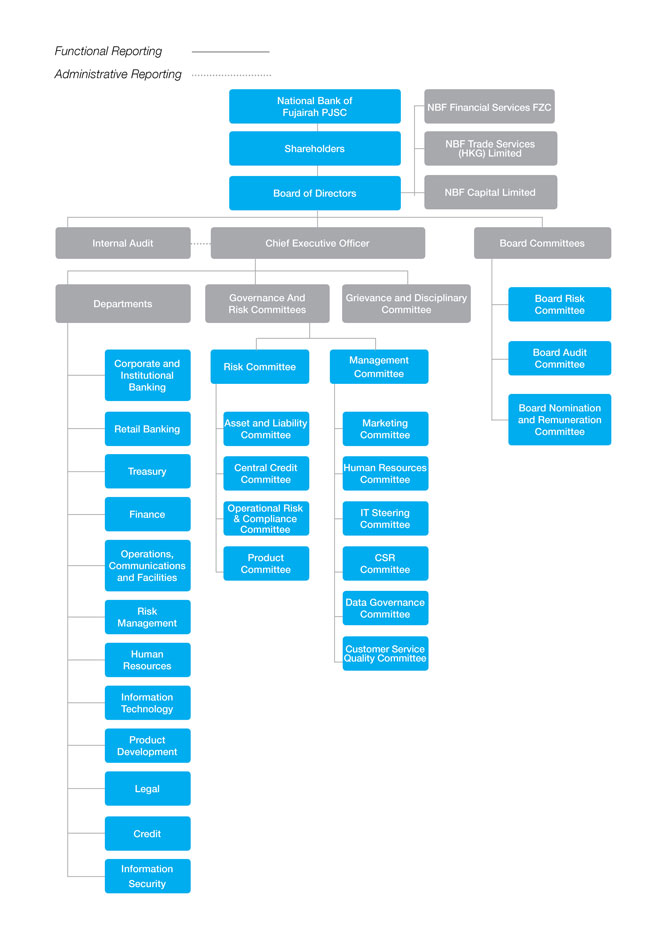 Functional Reporting
Administrative Reporting
National Bank of
Fujairah PJSC
NBF Financial Services FZC
Shareholders
NBF Trade Services
(HKG) Limited
Board of Directors
NBF Capital Limited
Internal Audit
Chief Executive Officer
Board Committees
Departments
Governance And
Risk Committees
Grievance and Disciplinary
Committee
Board Risk
Committee
Board Audit
Committee
Board Nomination
and Remuneration
Committee
Corporate and
Institutional
Banking
Retail Banking
Treasury
Finance
Operations,
Communications
and Facilities
Risk
Management
Human
Resources
Information
Technology
Product
Development
Legal
Credit
Information
Security
Risk Committee
Asset and Liability
Committee
Central Credit
Committee
Operational Risk
& Compliance
Committee
Product
Committee
Management
Committee
Marketing
Committee
Human Resources
Committee
IT Steering
Committee
CSR
Committee
Data Governance
Committee
Customer Service
Quality Committee